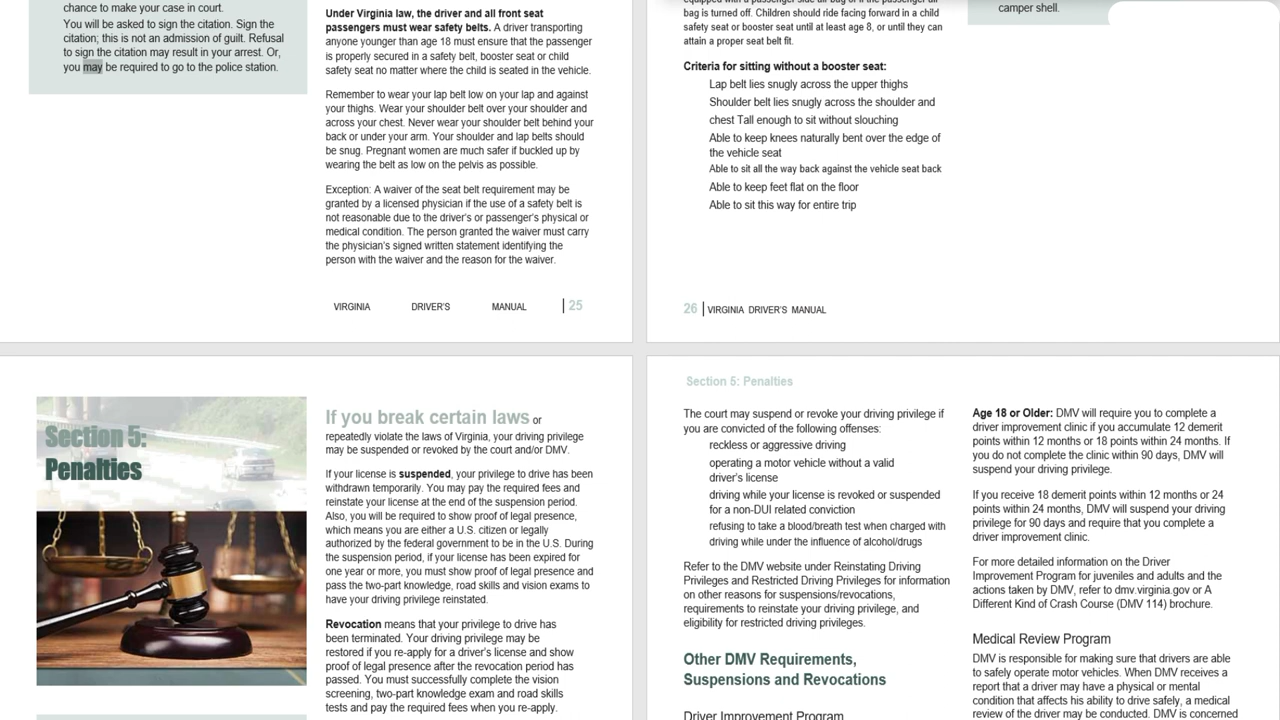 chance to make your case in court.
You will be asked to sign the citation. Sign the
citation; this is not an admission of guilt. Refusal
to sign the citation may result in your arrest. Or,
you may be required to go to the police station.
Under Virginia law, the driver and all front seat
passengers must wear safety belts. A driver transporting
anyone younger than age 18 must ensure that the passenger
is properly secured in a safety belt, booster seat or child
safety seat no matter where the child is seated in the vehicle.
Remember to wear your lap belt low on your lap and against
your thighs. Wear your shoulder belt over your shoulder and
across your chest. Never wear your shoulder belt behind your
back or under your arm. Your shoulder and lap belts should
be snug. Pregnant women are much safer if buckled up by
wearing the belt as low on the pelvis as possible.
Exception: A waiver of the seat belt requirement may be
granted by a licensed physician if the use of a safety belt is
not reasonable due to the driver's or passenger's physical or
medical condition. The person granted the waiver must carry
the physician's signed written statement identifying the
person with the waiver and the reason for the waiver.
VIRGINIA DRIVER'S MANUAL | 25
equipped with a passenger side air bag or if the passenger air
bag is turned off. Children should ride facing forward in a child
safety seat or booster seat until at least age 8, or until they can
attain a proper seat belt fit.
Criteria for sitting without a booster seat:
Lap belt lies snugly across the upper thighs
Shoulder belt lies snugly across the shoulder and
chest Tall enough to sit without slouching
Able to keep knees naturally bent over the edge of
the vehicle seat
Able to sit all the way back against the vehicle seat back
Able to keep feet flat on the floor
Able to sit this way for entire trip
camper shell.
26 | VIRGINIA DRIVER'S MANUAL
Section 5:
Penalties
If you break certain laws or
repeatedly violate the laws of Virginia, your driving privilege
may be suspended or revoked by the court and/or DMV.
If your license is suspended, your privilege to drive has been
withdrawn temporarily. You may pay the required fees and
reinstate your license at the end of the suspension period.
Also, you will be required to show proof of legal presence,
which means you are either a U.S. citizen or legally
authorized by the federal government to be in the U.S. During
the suspension period, if your license has been expired for
one year or more, you must show proof of legal presence and
pass the two-part knowledge, road skills and vision exams to
have your driving privilege reinstated.
Revocation means that your privilege to drive has
been terminated. Your driving privilege may be
restored if you re-apply for a driver's license and show
proof of legal presence after the revocation period has
passed. You must successfully complete the vision
screening, two-part knowledge exam and road skills
tests and pay the required fees when you re-apply.
Section 5: Penalties
The court may suspend or revoke your driving privilege if
you are convicted of the following offenses:
reckless or aggressive driving
operating a motor vehicle without a valid
driver's license
driving while your license is revoked or suspended
for a non-DUI related conviction
refusing to take a blood/breath test when charged with
driving while under the influence of alcohol/drugs
Refer to the DMV website under Reinstating Driving
Privileges and Restricted Driving Privileges for information
on other reasons for suspensions/revocations,
requirements to reinstate your driving privilege, and
eligibility for restricted driving privileges.
Other DMV Requirements,
Suspensions and Revocations
Driver Improvement Program
Age 18 or Older: DMV will require you to complete a
driver improvement clinic if you accumulate 12 demerit
points within 12 months or 18 points within 24 months. If
you do not complete the clinic within 90 days, DMV will
suspend your driving privilege.
If you receive 18 demerit points within 12 months or 24
points within 24 months, DMV will suspend your driving
privilege for 90 days and require that you complete a
driver improvement clinic.
For more detailed information on the Driver
Improvement Program for juveniles and adults and the
actions taken by DMV, refer to dmv.virginia.gov or A
Different Kind of Crash Course (DMV 114) brochure.
Medical Review Program
DMV is responsible for making sure that drivers are able
to safely operate motor vehicles. When DMV receives a
report that a driver may have a physical or mental
condition that affects his ability to drive safely, a medical
review of the driver may be conducted. DMV is concerned